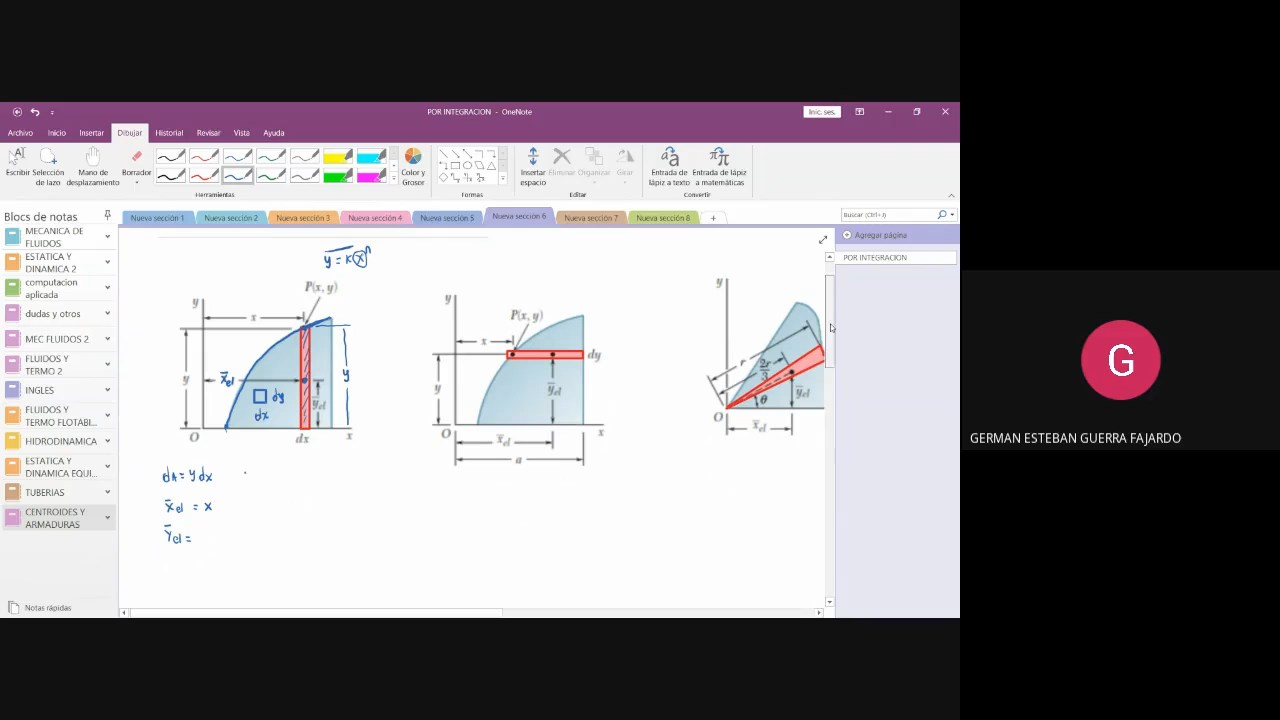 POR INTEGRACION - OneNote
Inic. ses.
Archivo Inicio Insertar Dibujar Historial Revisar Vista Ayuda
Escribir
Selección de lazo
Mano de desplazamiento
Borrador
Color y Grosor
Insertar espacio
Eliminar
Organizar
Girar
Entrada de lápiz a texto
Entrada de lápiz a matemáticas
Herramientas
Formas
Editar
Convertir
Blocs de notas
Nueva sección 1 Nueva sección 2 Nueva sección 3 Nueva sección 4 Nueva sección 5 Nueva sección 6 Nueva sección 7 Nueva sección 8 +
Buscar (Ctrl+J)
Agregar página
POR INTEGRACION
MECANICA DE FLUIDOS
ESTATICA Y DINAMICA 2
computacion aplicada
dudas y otros
MEC FLUIDOS 2
FLUIDOS Y TERMO 2
INGLES
FLUIDOS Y TERMO FLOTABI...
HIDRODINAMICA
ESTATICA Y DINAMICA EQUI...
TUBERIAS
CENTROIDES Y ARMADURAS
Notas rápidas
y = k x^n
P(x, y)
y
x
y
x̄el
dy
dx
ȳel
y
O
dx
x
dA = y dx
x̄el = x
ȳel =
y
P(x, y)
x
dy
y
ȳel
O
x̄el
x
a
y
r
2r/3
θ
ȳel
O
x̄el
G
GERMAN ESTEBAN GUERRA FAJARDO